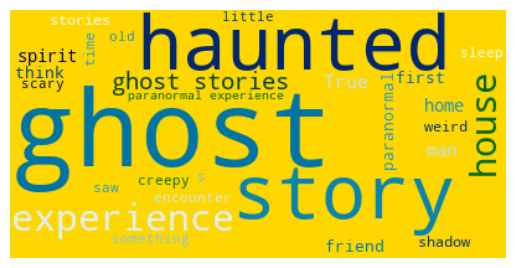 stories
little
time
old
haunted
spirit
sleep
think
ghost stories
True
first
scary
paranormal experience
paranormal
house
home
ghost
weird
man
creepy
s
saw
story
encounter
experience
something
friend
shadow